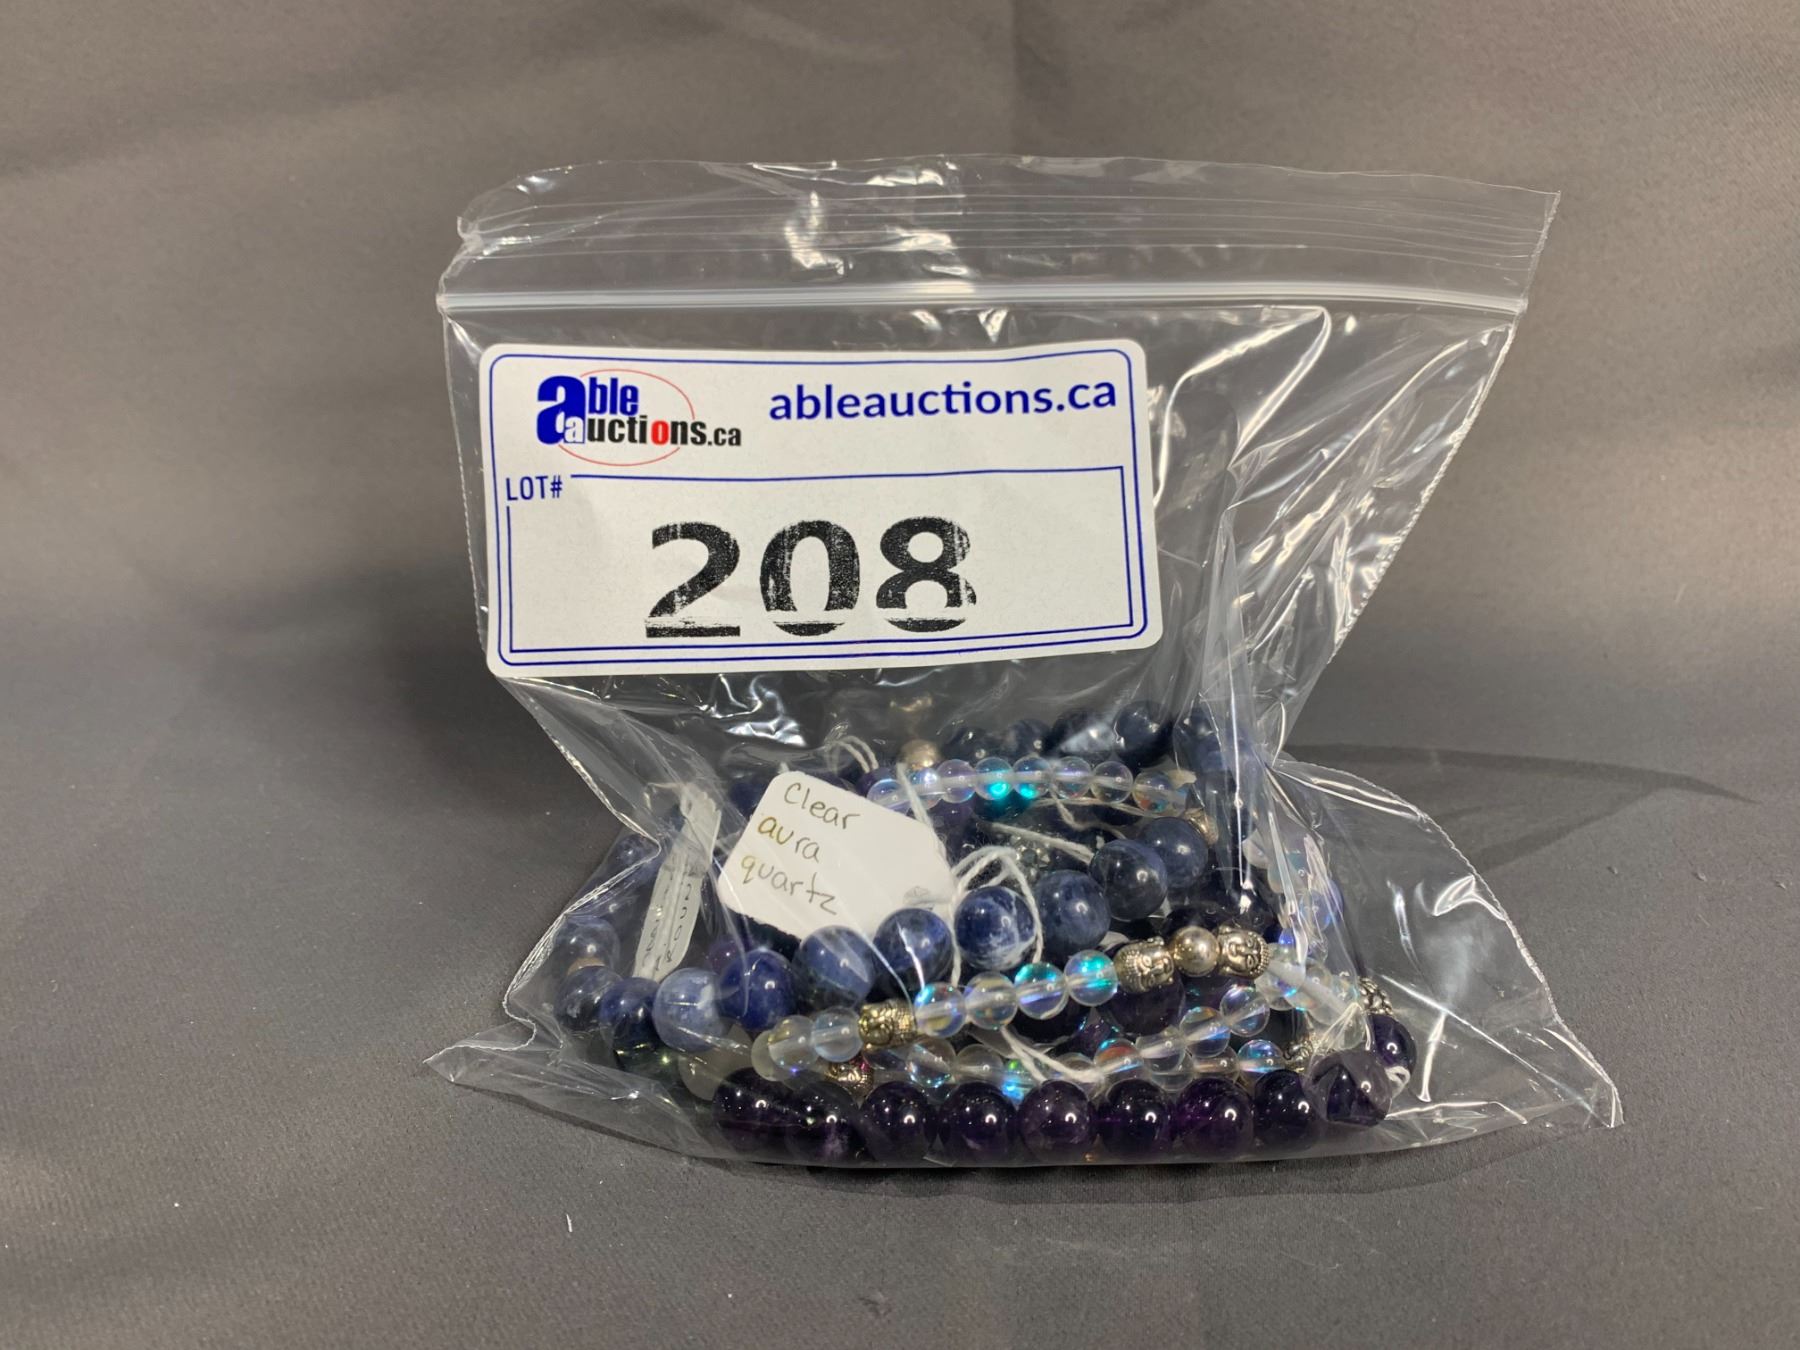 able
auctions.ca
ableauctions.ca
LOT#
208
Clear
aura
quartz